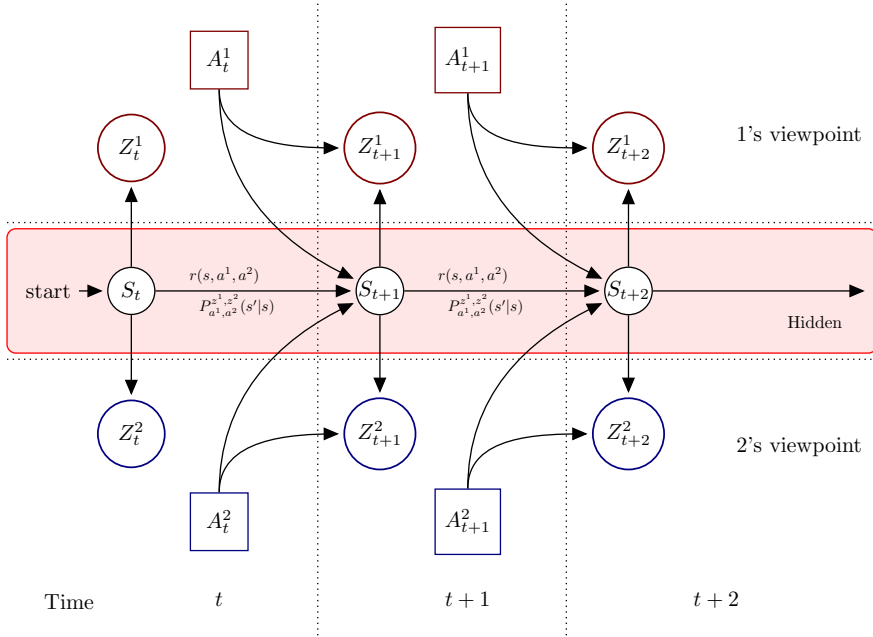 A_t^1 A_{t+1}^1
Z_t^1 Z_{t+1}^1 Z_{t+2}^1 1's viewpoint
r(s, a^1, a^2) r(s, a^1, a^2)
start S_t S_{t+1} S_{t+2}
P_{a^1,a^2}^{z^1,z^2}(s'|s) P_{a^1,a^2}^{z^1,z^2}(s'|s)
Hidden
Z_t^2 Z_{t+1}^2 Z_{t+2}^2 2's viewpoint
A_t^2 A_{t+1}^2
Time t t + 1 t + 2